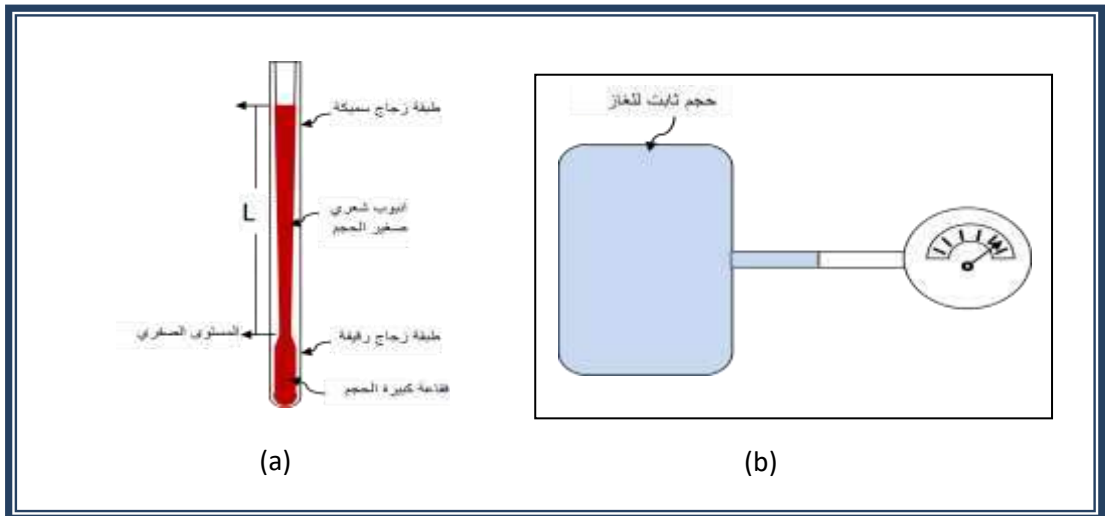 طبقة زجاج سميكة
L
أنبوب شعري
صغير الحجم
المستوى الصفري
طبقة زجاج رقيقة
فقاعة كبيرة الحجم
(a)
حجم ثابت للغاز
(b)